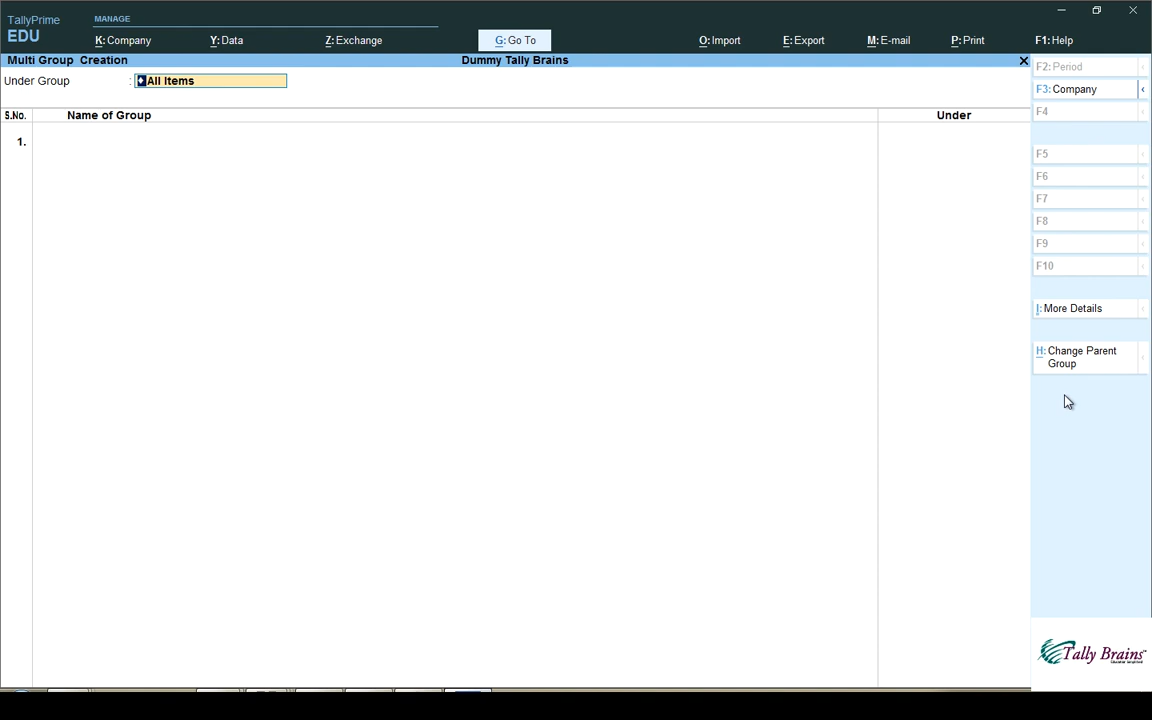 TallyPrime
EDU
MANAGE
K: Company
Y: Data
Z: Exchange
G: Go To
O: Import
E: Export
M: E-mail
P: Print
F1: Help
Multi Group Creation
Dummy Tally Brains
Under Group : All Items
S.No.
Name of Group
Under
1.
F2: Period
F3: Company
F4
F5
F6
F7
F8
F9
F10
I: More Details
H: Change Parent
Group
Tally Brains